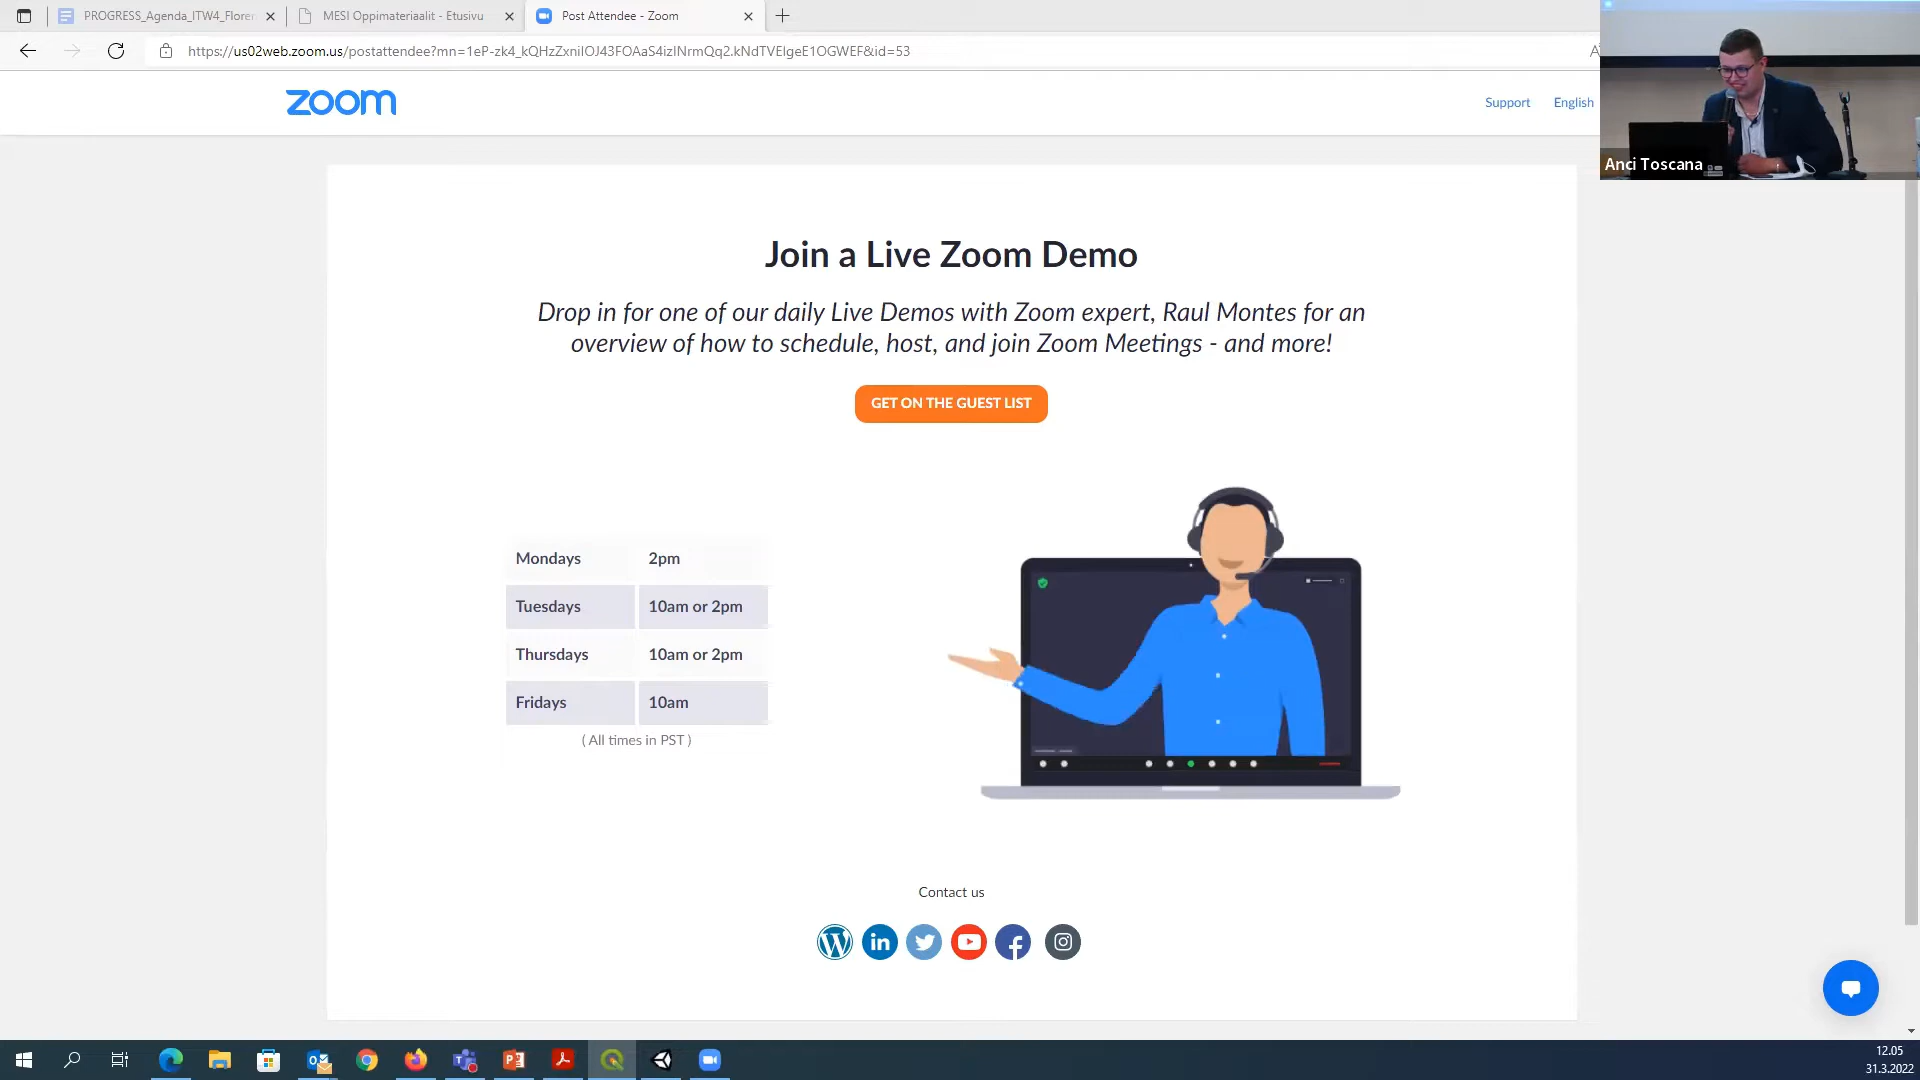 PROGRESS_Agenda_ITW4_Floren
MESI Oppimateriaalit - Etusivu
Post Attendee - Zoom
https://us02web.zoom.us/postattendee?mn=1eP-zk4_kQHzZxnilOJ43FOAaS4izINrmQq2.kNdTVElgeE1OGWEF&id=53
zoom
Support
English
Anci Toscana
Join a Live Zoom Demo
Drop in for one of our daily Live Demos with Zoom expert, Raul Montes for an
overview of how to schedule, host, and join Zoom Meetings - and more!
GET ON THE GUEST LIST
Mondays 2pm
Tuesdays 10am or 2pm
Thursdays 10am or 2pm
Fridays 10am
( All times in PST )
Contact us
12.05
31.3.2022